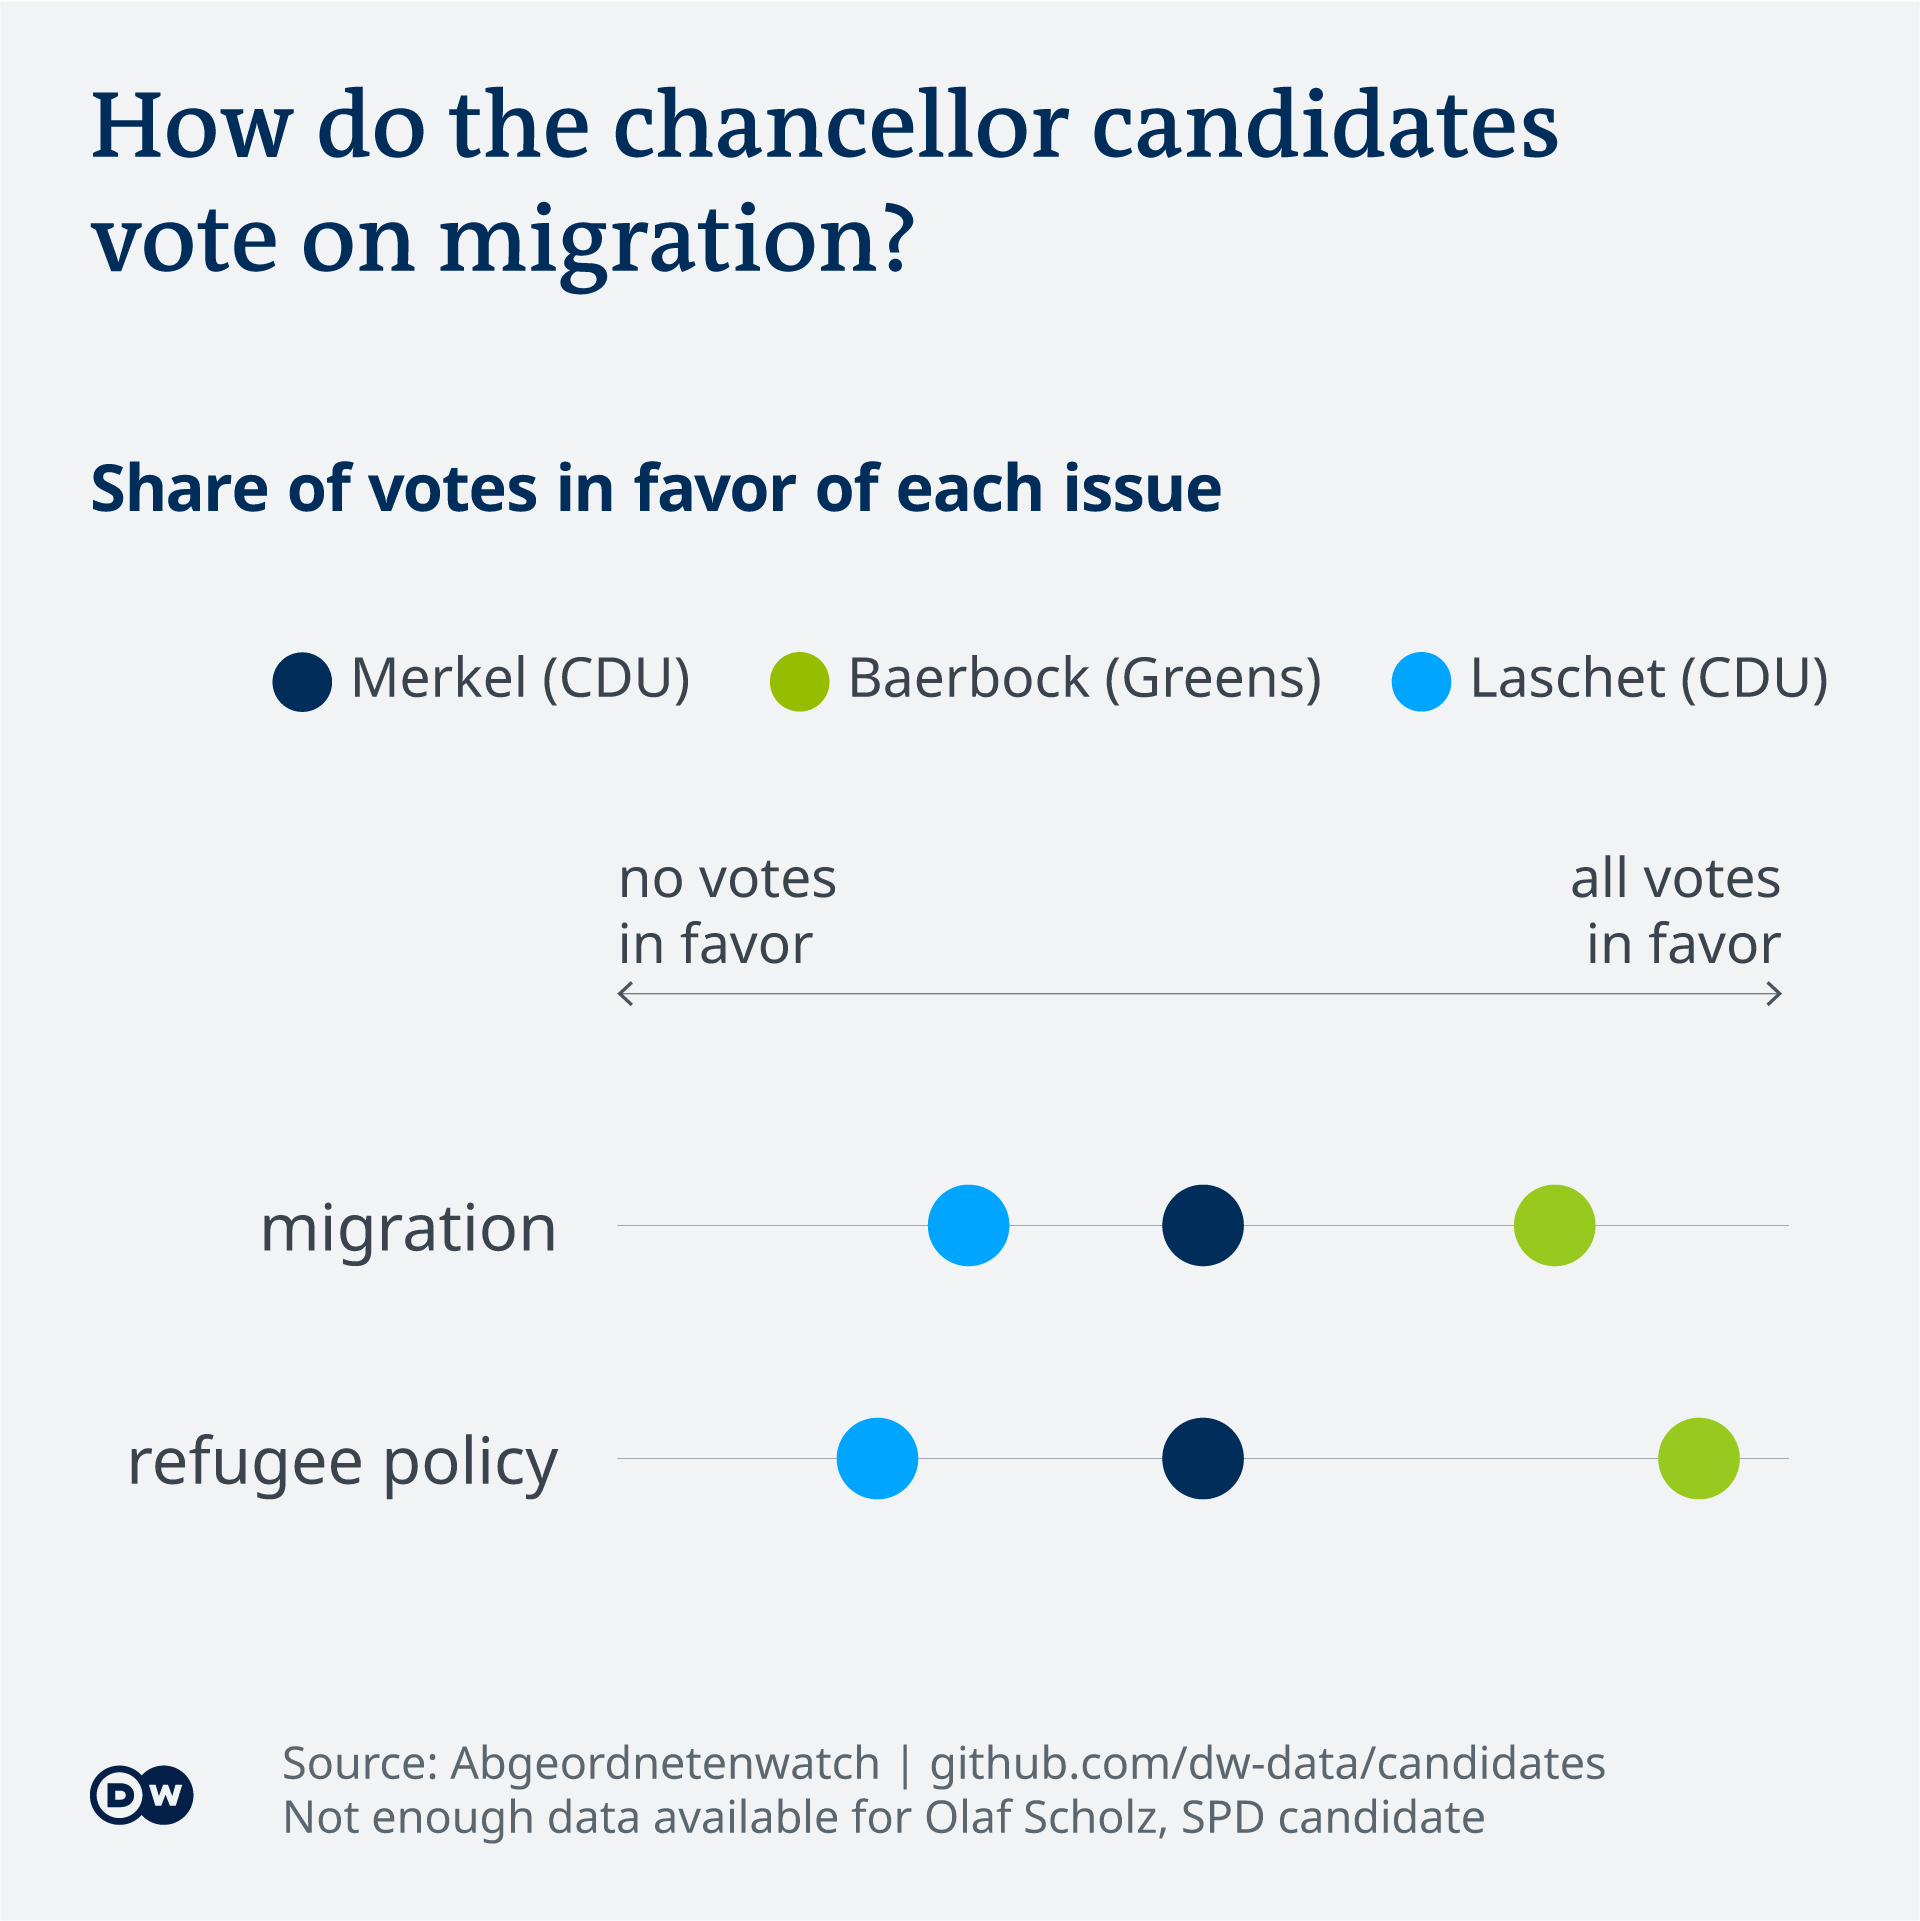 How do the chancellor candidates
vote on migration?
Share of votes in favor of each issue
Merkel (CDU) Baerbock (Greens) Laschet (CDU)
no votes all votes
in favor in favor
migration
refugee policy
Source: Abgeordnetenwatch | github.com/dw-data/candidates
Not enough data available for Olaf Scholz, SPD candidate
DW